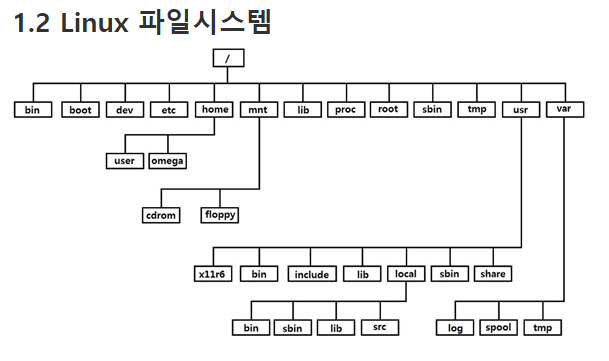 1.2 Linux 파일시스템
/
bin boot dev etc home mnt lib proc root sbin tmp usr var
user omega
cdrom floppy
x11r6 bin include lib local sbin share
bin sbin lib src log spool tmp